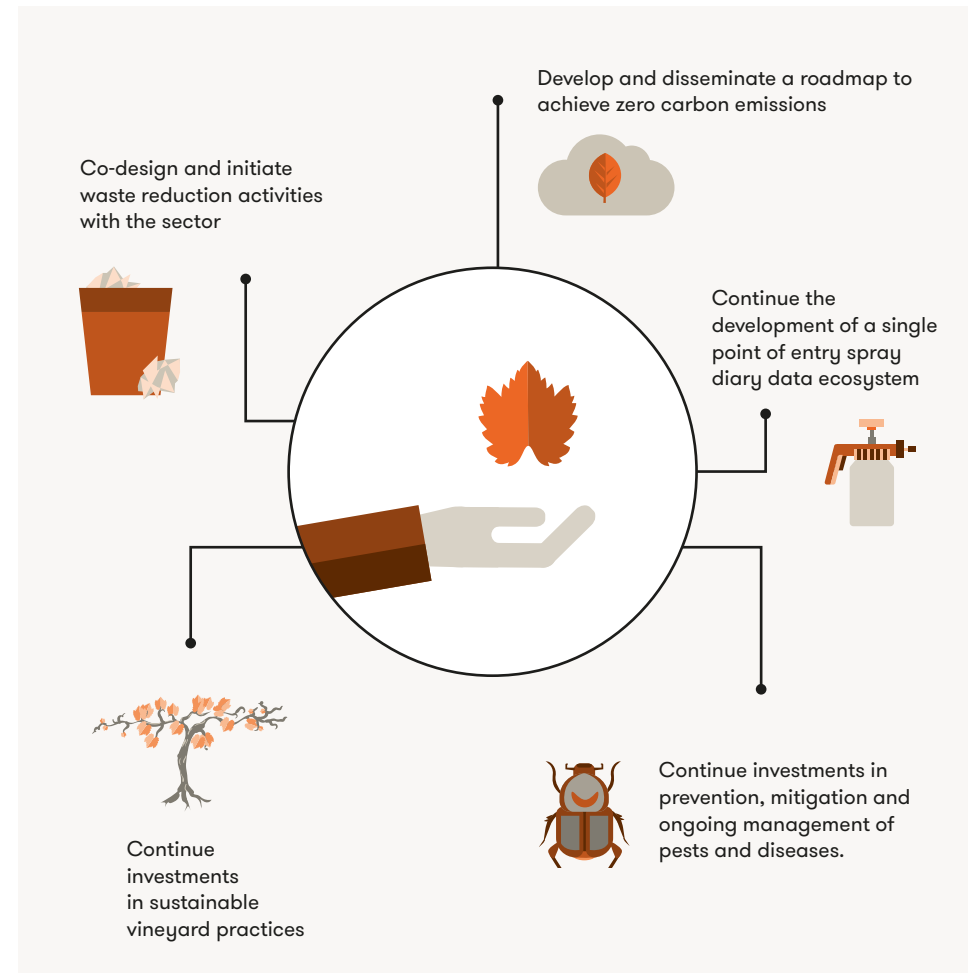 Develop and disseminate a roadmap to
achieve zero carbon emissions
Co-design and initiate
waste reduction activities
with the sector
Continue the
development of a single
point of entry spray
diary data ecosystem
Continue investments in
prevention, mitigation and
ongoing management of
pests and diseases.
Continue
investments
in sustainable
vineyard practices